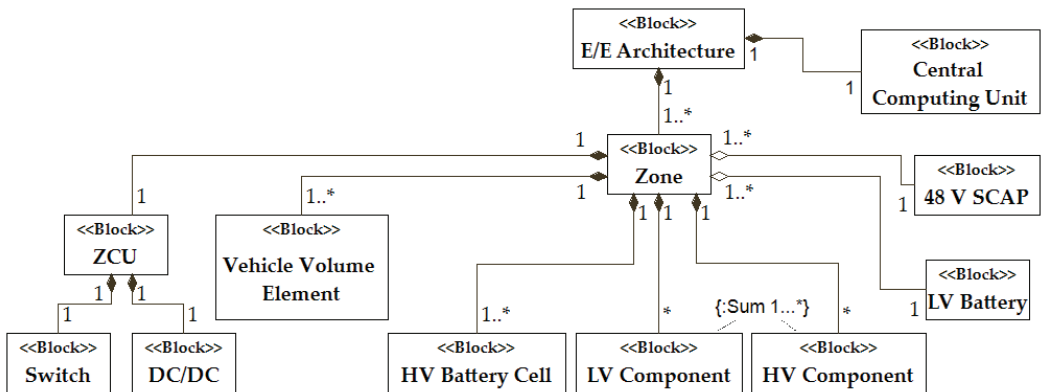 <<Block>>
E/E Architecture
<<Block>>
Central
Computing Unit
1
1
1
1..*
<<Block>>
Zone
1
1..*
1
1..*
1
1..*
1
1
1
1
1
<<Block>>
48 V SCAP
<<Block>>
ZCU
<<Block>>
Vehicle Volume
Element
<<Block>>
LV Battery
1
1
1
1
1..*
*
{:Sum 1...*}
*
1
<<Block>>
Switch
<<Block>>
DC/DC
<<Block>>
HV Battery Cell
<<Block>>
LV Component
<<Block>>
HV Component